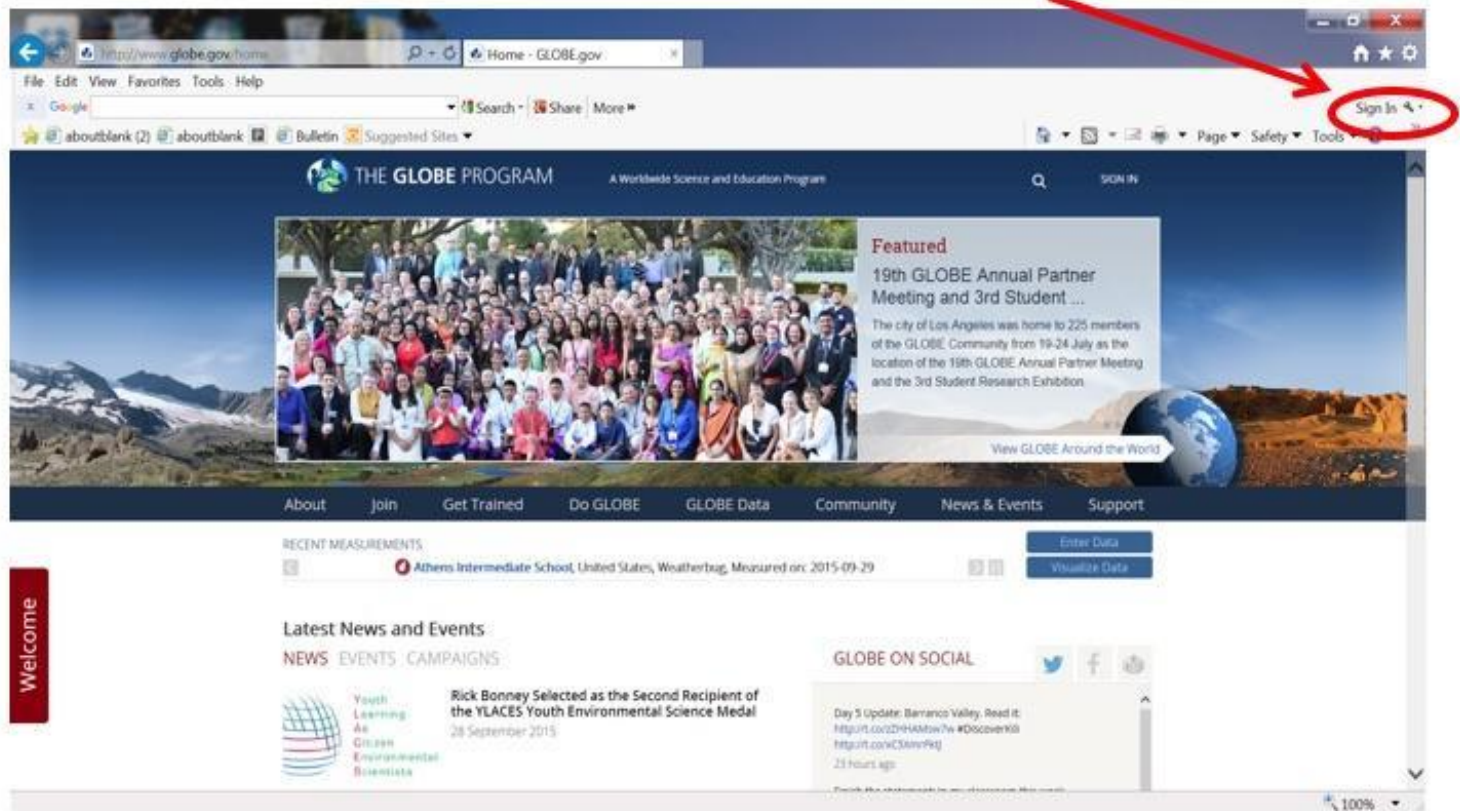 http://www.globe.gov/home
Home - GLOBE.gov
File Edit View Favorites Tools Help
x Google Search Share More »
Sign In
aboutblank (2) aboutblank Bulletin Suggested Sites
Page Safety Tools
THE GLOBE PROGRAM
A Worldwide Science and Education Program
SIGN IN
Featured
19th GLOBE Annual Partner
Meeting and 3rd Student ...
The city of Los Angeles was home to 225 members
of the GLOBE Community from 19-24 July as the
location of the 19th GLOBE Annual Partner Meeting
and the 3rd Student Research Exhibition
View GLOBE Around the World
About Join Get Trained Do GLOBE GLOBE Data Community News & Events Support
RECENT MEASUREMENTS
Athens Intermediate School, United States, Weatherbug, Measured on: 2015-09-29
Enter Data
Visualize Data
Welcome
Latest News and Events
NEWS EVENTS CAMPAIGNS
Youth
Learning
As
Citizen
Environmental
Scientists
Rick Bonney Selected as the Second Recipient of
the YLACES Youth Environmental Science Medal
28 September 2015
GLOBE ON SOCIAL
Day 5 Update: Barranco Valley. Read it:
#DiscoverKili
23 hours ago
100%